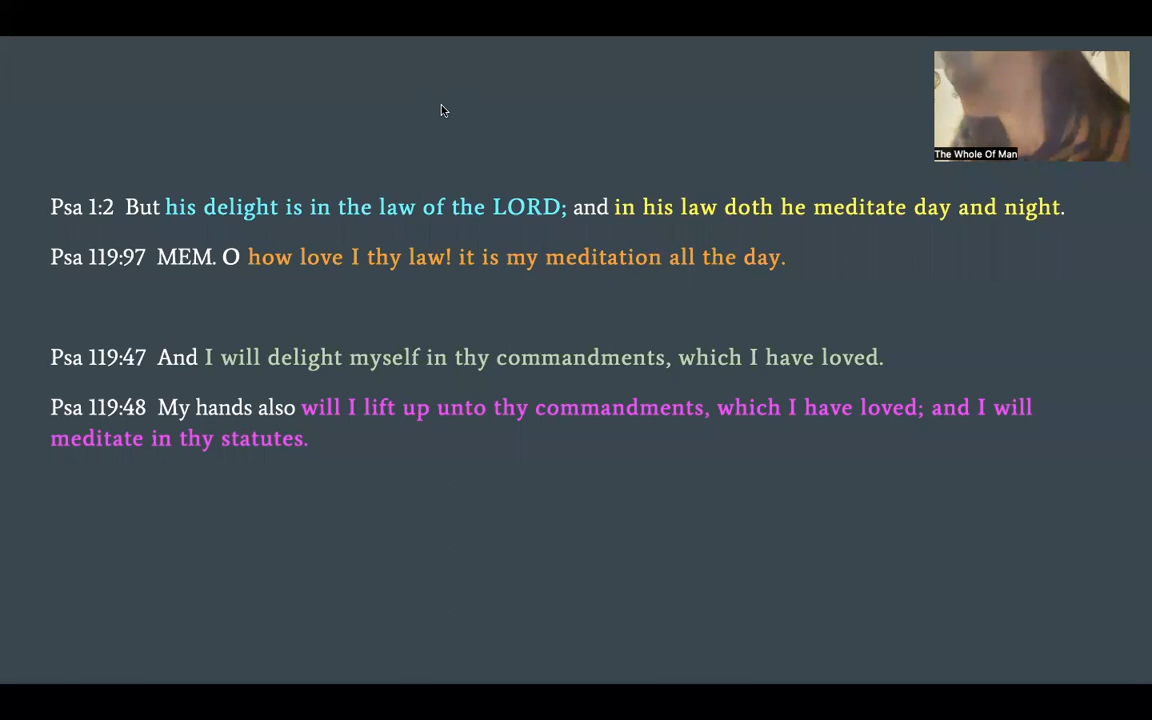 The Whole Of Man
Psa 1:2 But his delight is in the law of the LORD; and in his law doth he meditate day and night.
Psa 119:97 MEM. O how love I thy law! it is my meditation all the day.
Psa 119:47 And I will delight myself in thy commandments, which I have loved.
Psa 119:48 My hands also will I lift up unto thy commandments, which I have loved; and I will
meditate in thy statutes.